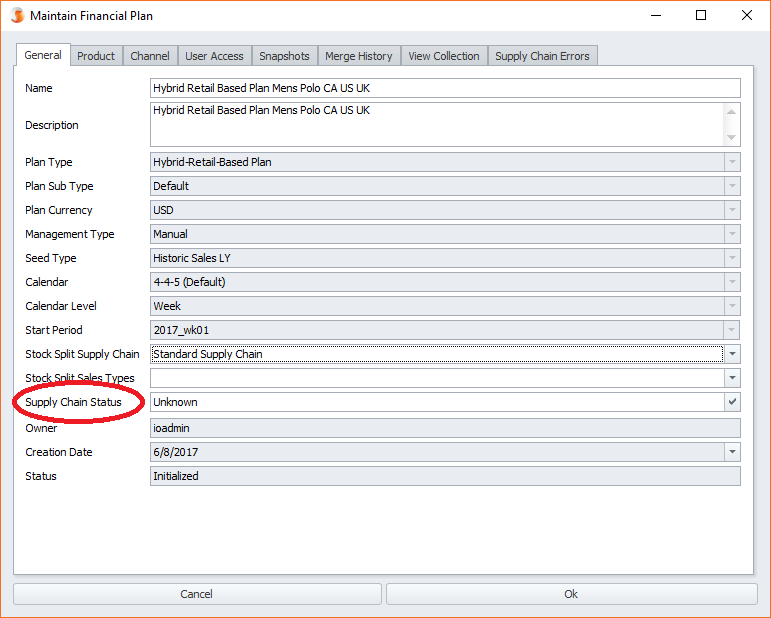 Maintain Financial Plan
General Product Channel User Access Snapshots Merge History View Collection Supply Chain Errors
Name Hybrid Retail Based Plan Mens Polo CA US UK
Hybrid Retail Based Plan Mens Polo CA US UK
Description
Plan Type Hybrid-Retail-Based Plan
Plan Sub Type Default
Plan Currency USD
Management Type Manual
Seed Type Historic Sales LY
Calendar 4-4-5 (Default)
Calendar Level Week
Start Period 2017_wk01
Stock Split Supply Chain Standard Supply Chain
Stock Split Sales Types
Supply Chain Status Unknown
Owner ioadmin
Creation Date 6/8/2017
Status Initialized
Cancel Ok